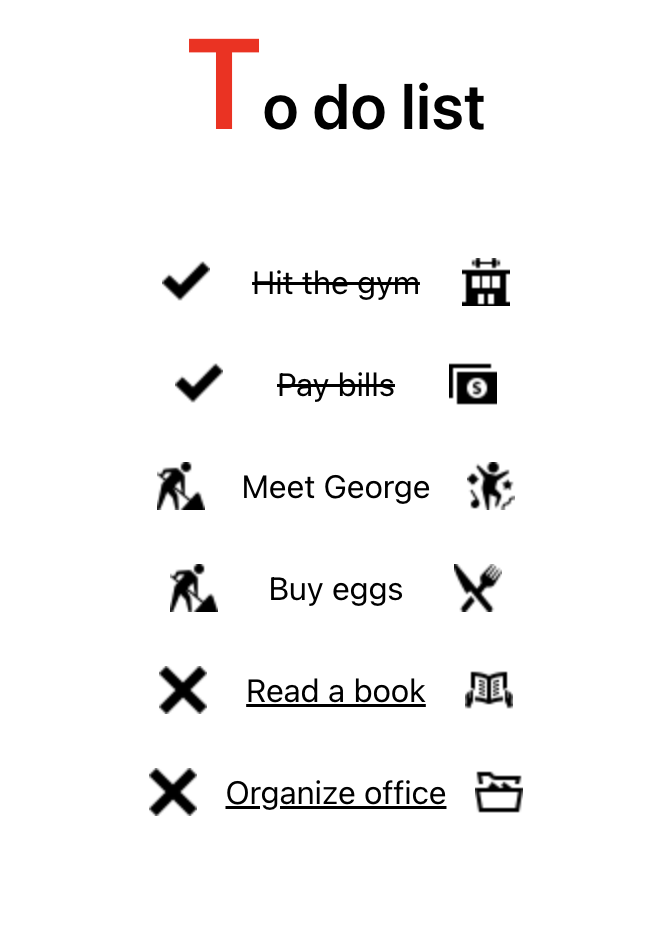 To do list
Hit the gym
Pay bills
Meet George
Buy eggs
Read a book
Organize office